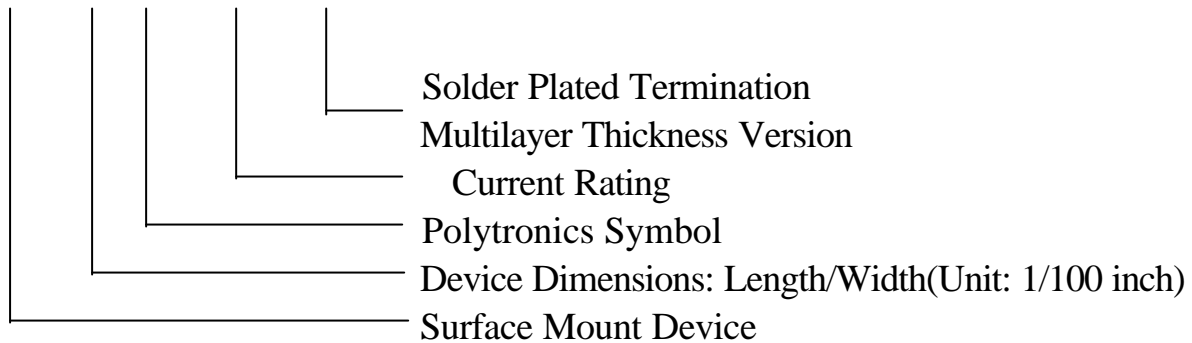 Solder Plated Termination
Multilayer Thickness Version
Current Rating
Polytronics Symbol
Device Dimensions: Length/Width(Unit: 1/100 inch)
Surface Mount Device